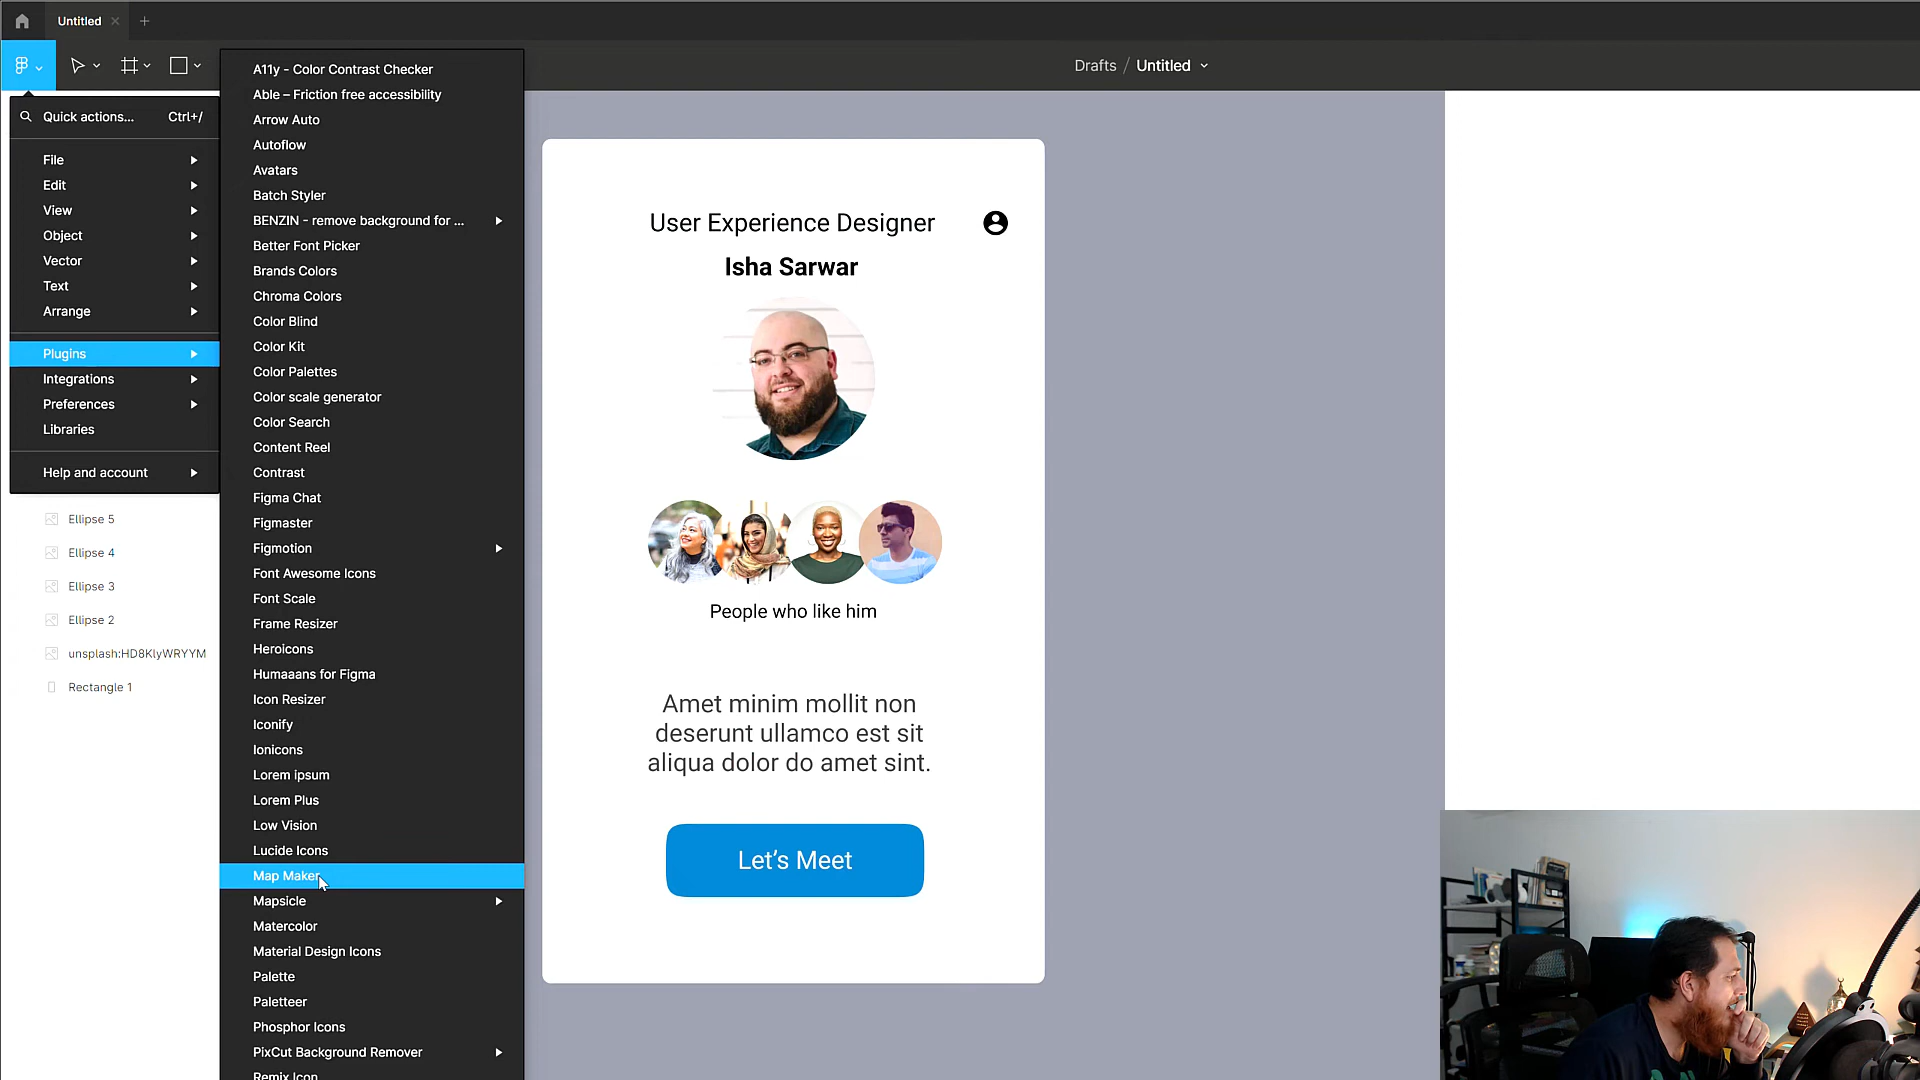 Untitled
Drafts / Untitled
Quick actions... Ctrl+/
File
Edit
View
Object
Vector
Text
Arrange
Plugins
Integrations
Preferences
Libraries
Help and account
Ellipse 5
Ellipse 4
Ellipse 3
Ellipse 2
unsplash:HD8KlyWRYYM
Rectangle 1
A11y - Color Contrast Checker
Able – Friction free accessibility
Arrow Auto
Autoflow
Avatars
Batch Styler
BENZIN - remove background for ...
Better Font Picker
Brands Colors
Chroma Colors
Color Blind
Color Kit
Color Palettes
Color scale generator
Color Search
Content Reel
Contrast
Figma Chat
Figmaster
Figmotion
Font Awesome Icons
Font Scale
Frame Resizer
Heroicons
Humaaans for Figma
Icon Resizer
Iconify
Ionicons
Lorem ipsum
Lorem Plus
Low Vision
Lucide Icons
Map Maker
Mapsicle
Matercolor
Material Design Icons
Palette
Paletteer
Phosphor Icons
PixCut Background Remover
Remix Icon
User Experience Designer
Isha Sarwar
People who like him
Amet minim mollit non
deserunt ullamco est sit
aliqua dolor do amet sint.
Let’s Meet